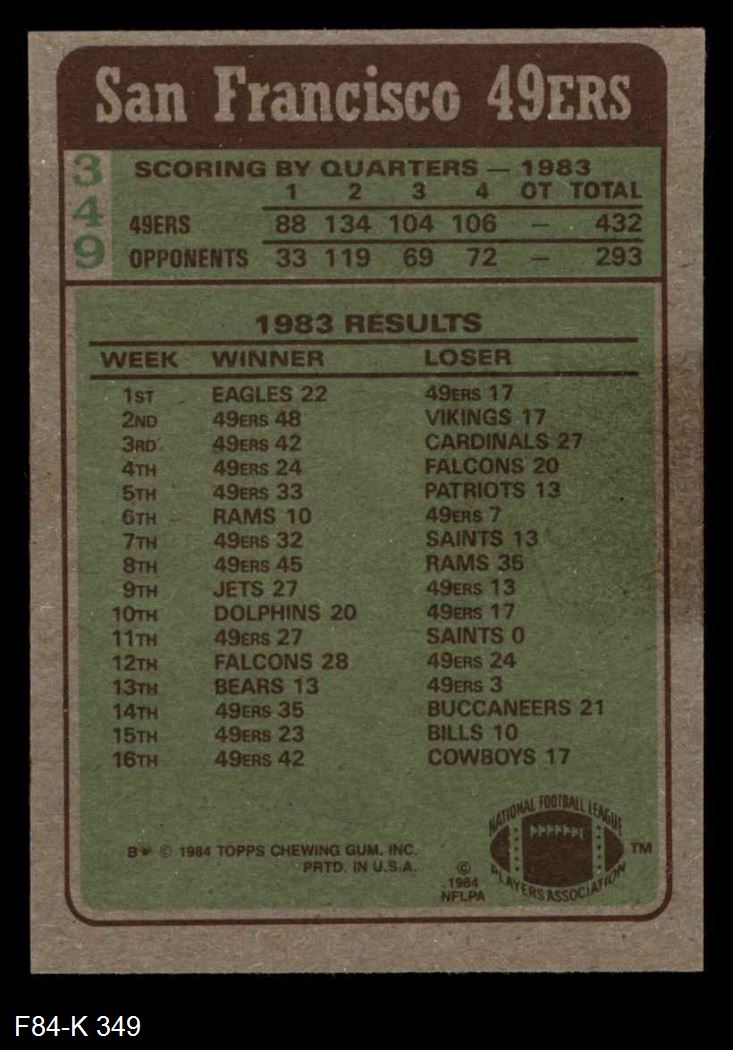 San Francisco 49ERS
349
SCORING BY QUARTERS — 1983
1 2 3 4 OT TOTAL
49ERS 88 134 104 106 — 432
OPPONENTS 33 119 69 72 — 293
1983 RESULTS
WEEK WINNER LOSER
1ST EAGLES 22 49ERS 17
2ND 49ERS 48 VIKINGS 17
3RD 49ERS 42 CARDINALS 27
4TH 49ERS 24 FALCONS 20
5TH 49ERS 33 PATRIOTS 13
6TH RAMS 10 49ERS 7
7TH 49ERS 32 SAINTS 13
8TH 49ERS 45 RAMS 35
9TH JETS 27 49ERS 13
10TH DOLPHINS 20 49ERS 17
11TH 49ERS 27 SAINTS 0
12TH FALCONS 28 49ERS 24
13TH BEARS 13 49ERS 3
14TH 49ERS 35 BUCCANEERS 21
15TH 49ERS 23 BILLS 10
16TH 49ERS 42 COWBOYS 17
B★ © 1984 TOPPS CHEWING GUM, INC.
PRTD. IN U.S.A.
©
1984
NFLPA
NATIONAL FOOTBALL LEAGUE
PLAYERS ASSOCIATION
TM
F84-K 349